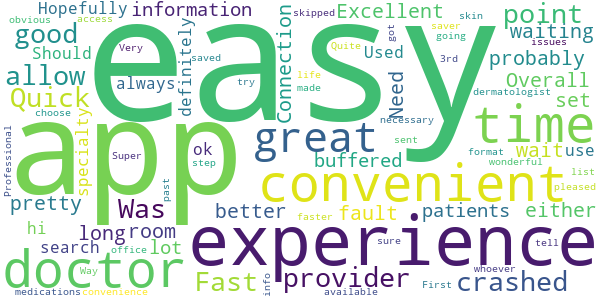 Hopefully information
obvious access
skipped Excellent saver going skin point
good Should saved
easy
definitely Connection got
Very always try
Quite life made
Used 3rd issues waiting
probably
allow
Quick
Overall
dermatologist set
Need
choose
specialty
app
great
necessary
time
Professional
Super ok step
buffered
sent format wait use
wonderful list pleased
convenient
past
pretty Was
better faster fault patients either
hi long room
search office lot
experience
sure tell
doctor
Way
Fast info provider available
First whoever crashed
medications convenience